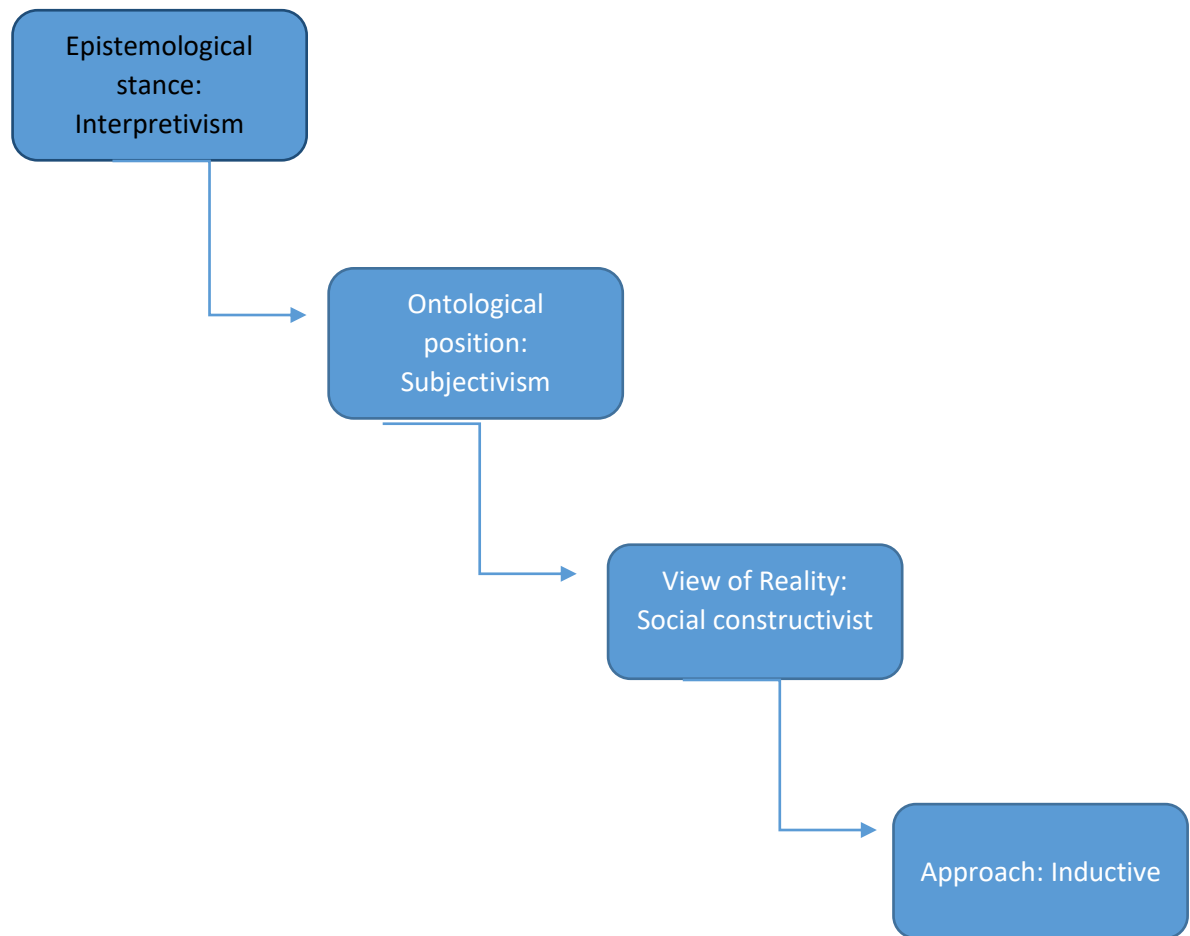 Epistemological
stance:
Interpretivism
Ontological
position:
Subjectivism
View of Reality:
Social constructivist
Approach: Inductive